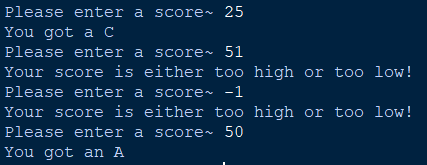 Please enter a score~ 25
You got a C
Please enter a score~ 51
Your score is either too high or too low!
Please enter a score~ -1
Your score is either too high or too low!
Please enter a score~ 50
You got an A